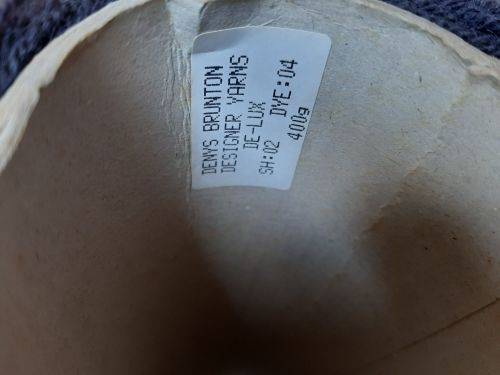 DENYS BRUNTON
DESIGNER YARNS
DE-LUX
SH:02 DYE:04
400g